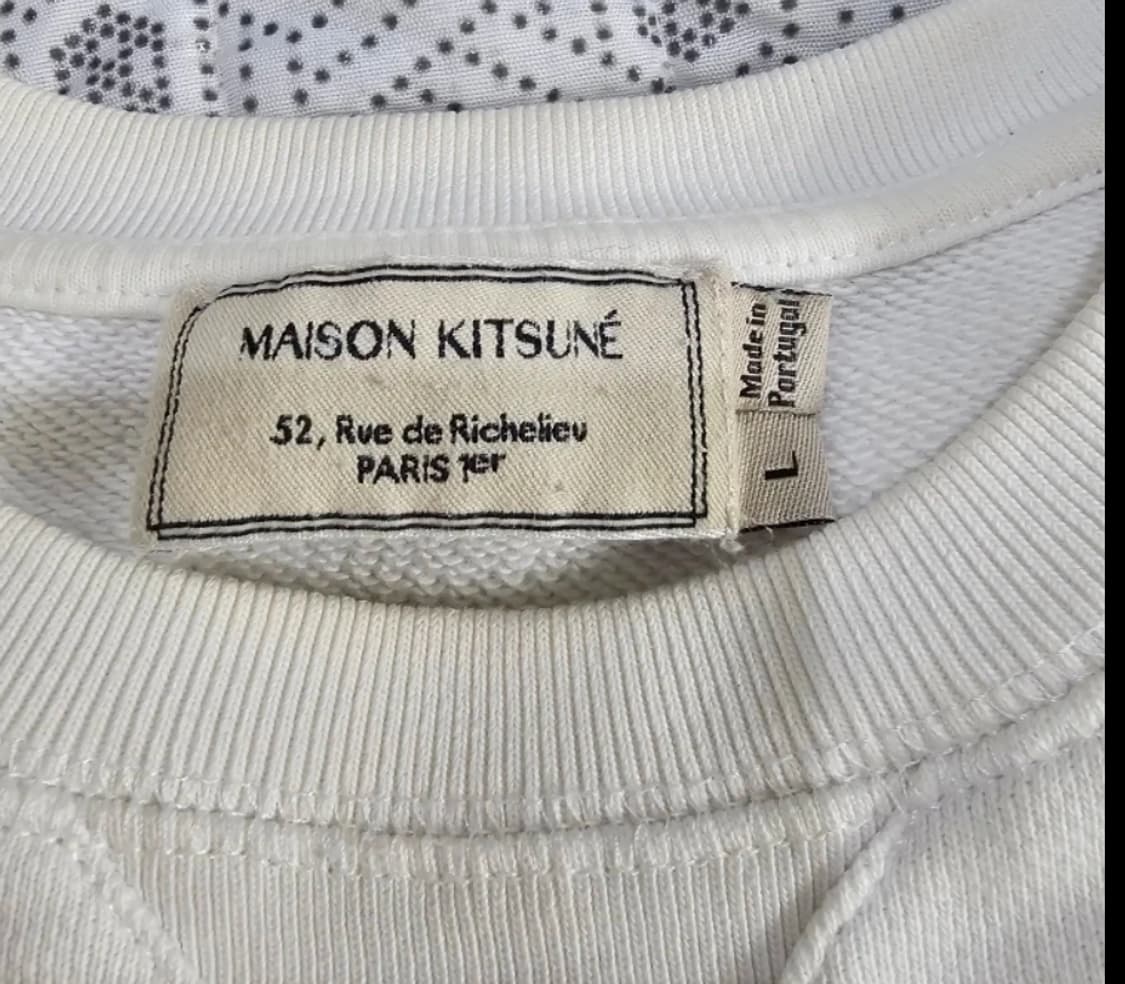 MAISON KITSUNÉ
52, Rue de Richelieu
PARIS 1er
Made in
Portugal
L